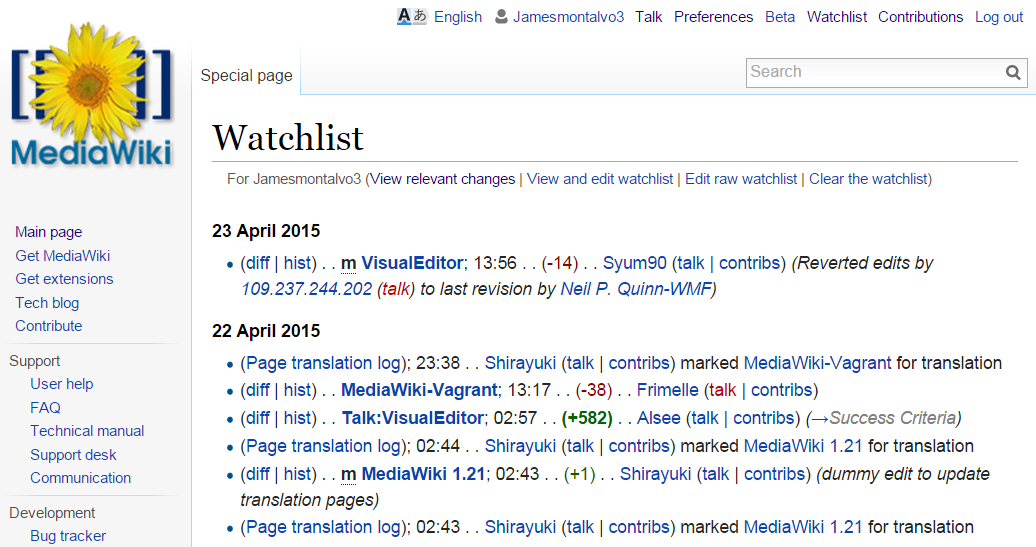 Aあ English Jamesmontalvo3 Talk Preferences Beta Watchlist Contributions Log out
Special page
Search
[[ ]]
MediaWiki
Watchlist
For Jamesmontalvo3 (View relevant changes | View and edit watchlist | Edit raw watchlist | Clear the watchlist)
Main page
Get MediaWiki
Get extensions
Tech blog
Contribute
Support
User help
FAQ
Technical manual
Support desk
Communication
Development
Bug tracker
23 April 2015
• (diff | hist) . . m VisualEditor; 13:56 . . (-14) . . Syum90 (talk | contribs) (Reverted edits by
109.237.244.202 (talk) to last revision by Neil P. Quinn-WMF)
22 April 2015
• (Page translation log); 23:38 . . Shirayuki (talk | contribs) marked MediaWiki-Vagrant for translation
• (diff | hist) . . MediaWiki-Vagrant; 13:17 . . (-38) . . Frimelle (talk | contribs)
• (diff | hist) . . Talk:VisualEditor; 02:57 . . (+582) . . Alsee (talk | contribs) (→Success Criteria)
• (Page translation log); 02:44 . . Shirayuki (talk | contribs) marked MediaWiki 1.21 for translation
• (diff | hist) . . m MediaWiki 1.21; 02:43 . . (+1) . . Shirayuki (talk | contribs) (dummy edit to update
translation pages)
• (Page translation log); 02:43 . . Shirayuki (talk | contribs) marked MediaWiki 1.21 for translation